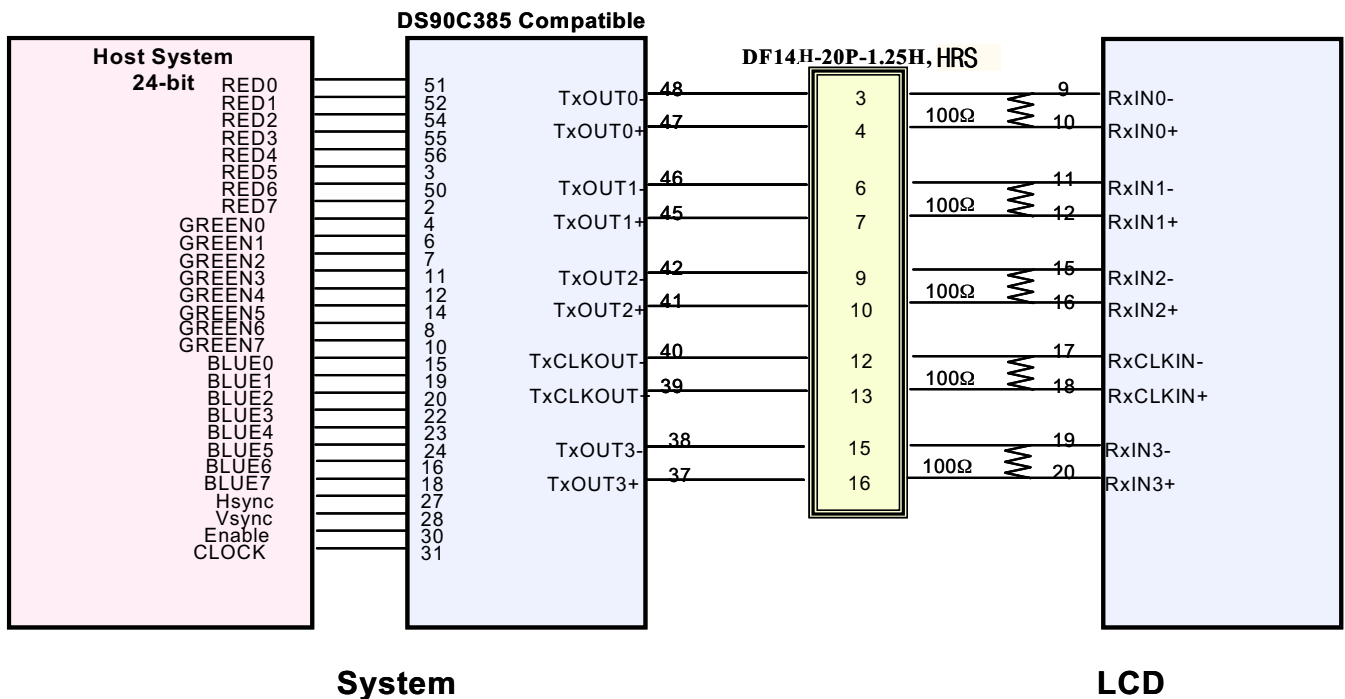 DS90C385 Compatible
Host System
24-bit
DF14H-20P-1.25H, HRS
RED0
RED1
RED2
RED3
RED4
RED5
RED6
RED7
GREEN0
GREEN1
GREEN2
GREEN3
GREEN4
GREEN5
GREEN6
GREEN7
BLUE0
BLUE1
BLUE2
BLUE3
BLUE4
BLUE5
BLUE6
BLUE7
Hsync
Vsync
Enable
CLOCK
51
52
54
55
56
3
50
2
4
6
7
11
12
14
8
10
15
19
20
22
23
24
16
18
27
28
30
31
TxOUT0- 48
TxOUT0+ 47
TxOUT1- 46
TxOUT1+ 45
TxOUT2- 42
TxOUT2+ 41
TxCLKOUT- 40
TxCLKOUT+ 39
TxOUT3- 38
TxOUT3+ 37
3
4
6
7
9
10
12
13
15
16
100Ω
100Ω
100Ω
100Ω
100Ω
9 RxIN0-
10 RxIN0+
11 RxIN1-
12 RxIN1+
15 RxIN2-
16 RxIN2+
17 RxCLKIN-
18 RxCLKIN+
19 RxIN3-
20 RxIN3+
System
LCD